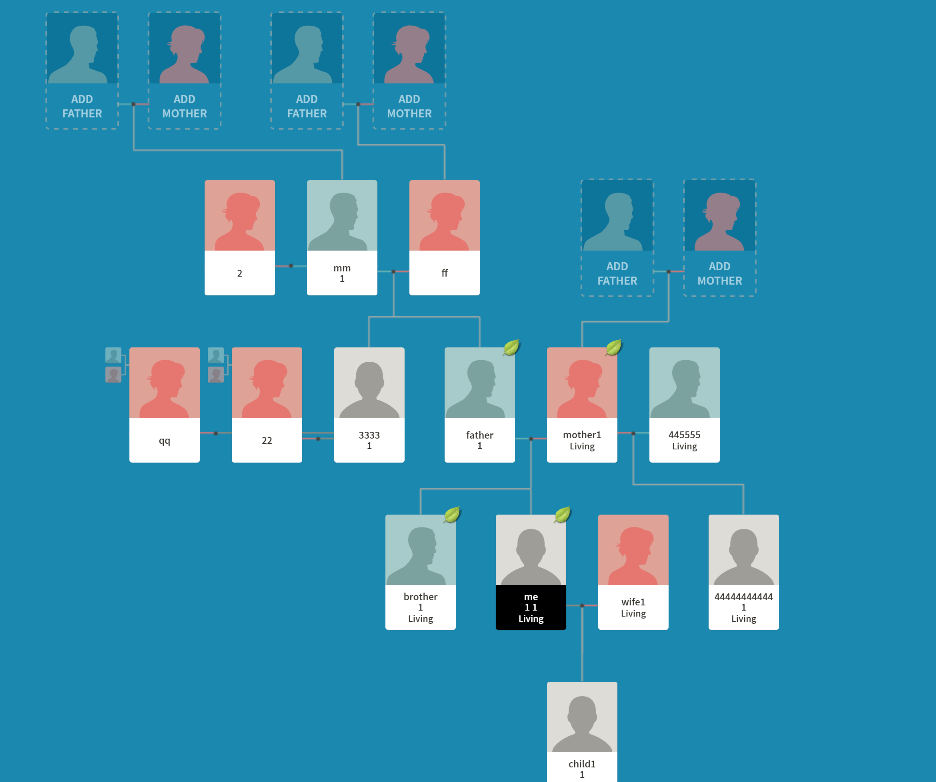 ADD
FATHER
ADD
MOTHER
ADD
FATHER
ADD
MOTHER
2
mm
1
ff
ADD
FATHER
ADD
MOTHER
qq
22
3333
1
father
1
mother1
Living
445555
Living
brother
1
Living
me
1 1
Living
wife1
Living
44444444444
1
Living
child1
1